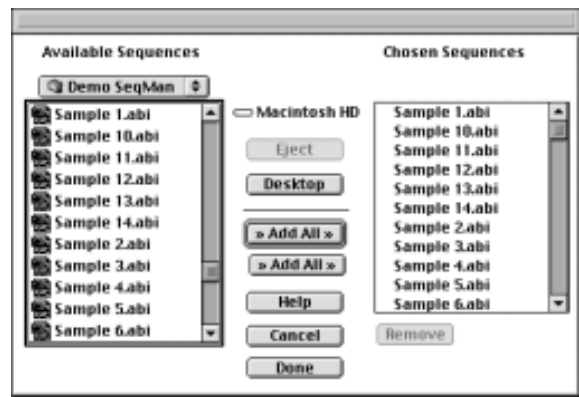 Available Sequences
Chosen Sequences
Demo SeqMan
Sample 1.abi
Sample 10.abi
Sample 11.abi
Sample 12.abi
Sample 13.abi
Sample 14.abi
Sample 2.abi
Sample 3.abi
Sample 4.abi
Sample 5.abi
Sample 6.abi
Macintosh HD
Eject
Desktop
» Add All »
» Add All »
Help
Cancel
Done
Sample 1.abi
Sample 10.abi
Sample 11.abi
Sample 12.abi
Sample 13.abi
Sample 14.abi
Sample 2.abi
Sample 3.abi
Sample 4.abi
Sample 5.abi
Sample 6.abi
Remove